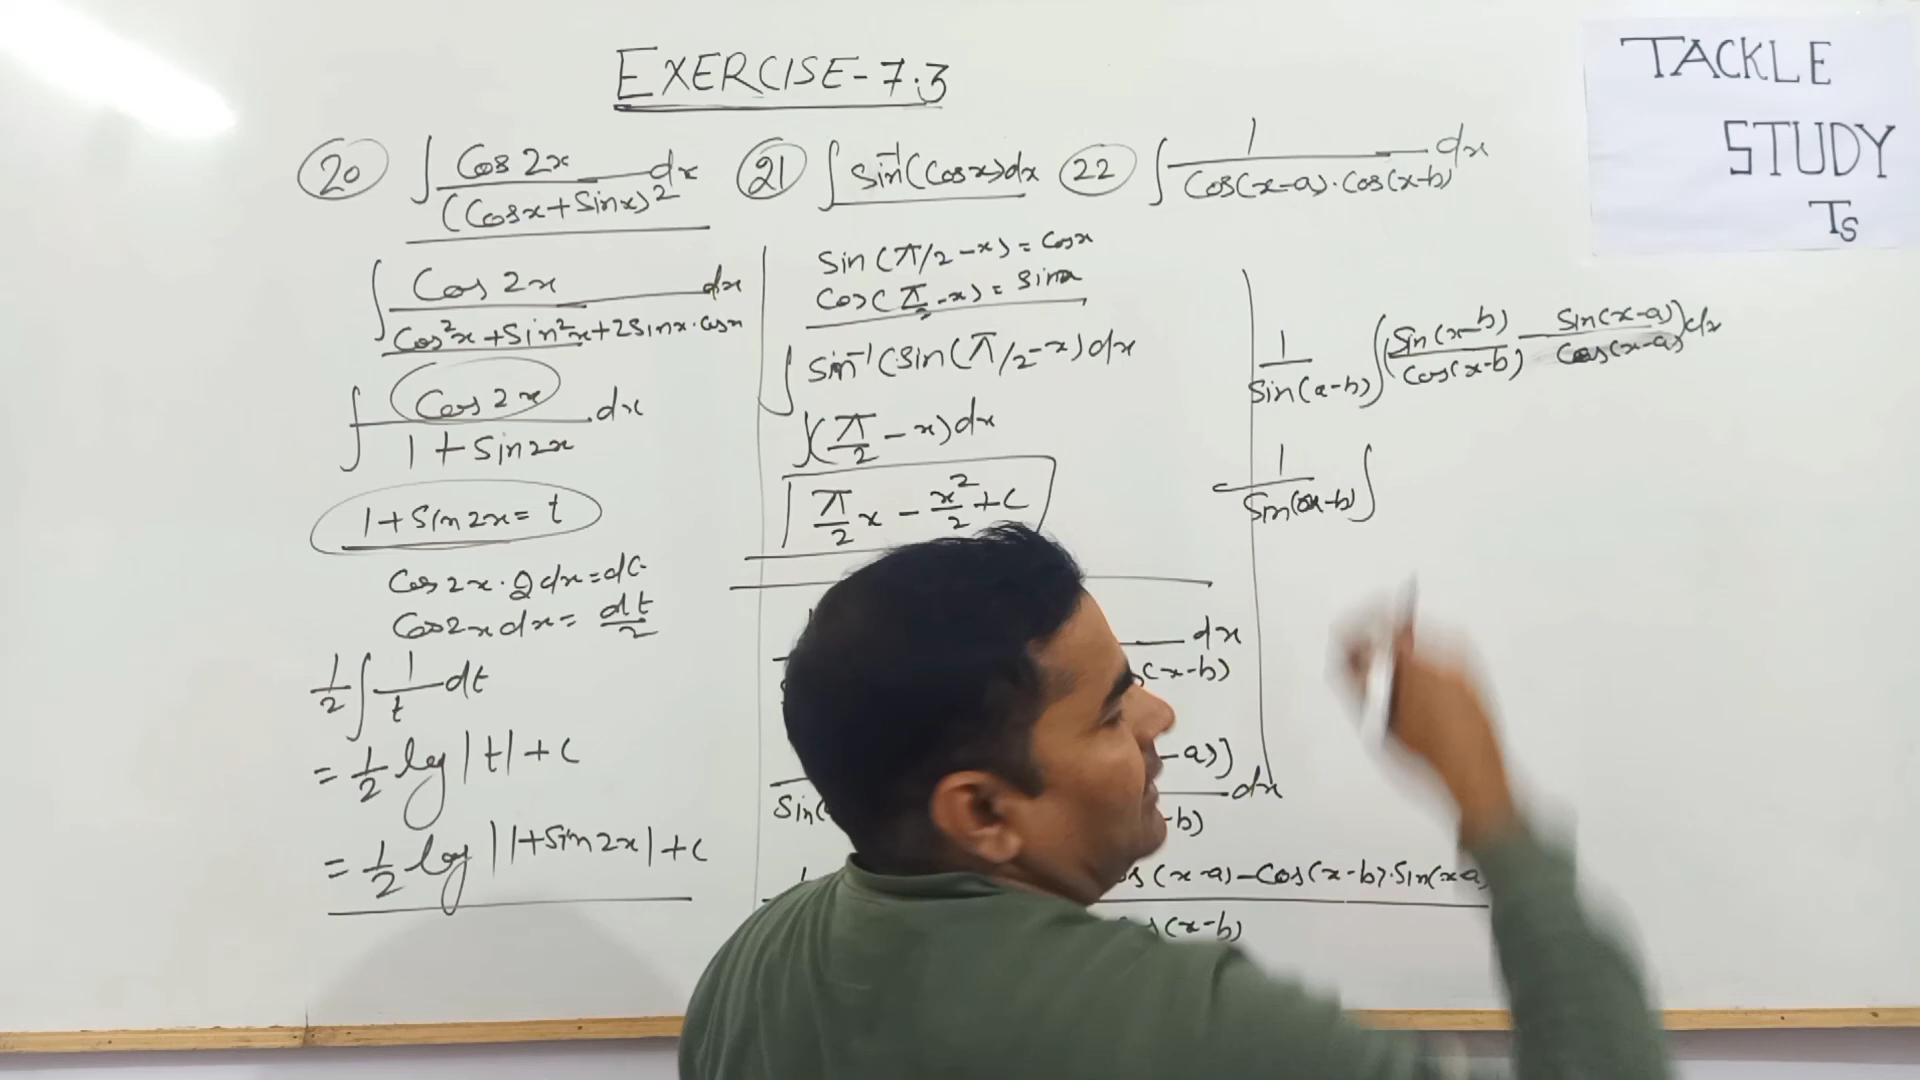 EXERCISE-7.3
TACKLE
STUDY
Ts
20 ∫ Cos 2x / (Cosx+Sinx)2 dx
∫ Cos 2x / Cos²x+Sin²x+2Sinx.Cosx dx
∫ Cos 2x / 1+Sin2x dx
1+Sin2x= t
Cos2x.2dx=dt
Cos2xdx= dt/2
1/2 ∫ 1/t dt
= 1/2 log |t| +C
= 1/2 log |1+Sin2x| +C
21 ∫ Sin⁻¹(Cosx)dx
Sin(π/2-x)= Cosx
Cos(π/2-x)= Sinx
∫ Sin⁻¹(Sin(π/2-x)dx
∫(π/2-x)dx
π/2 x - x²/2 +C
22 ∫ 1 / Cos(x-a).Cos(x-b) dx
dx
(x-b)
-a)]
dx
Sin(
-b)
(x-a)-Cos(x-b).Sin(x-a)
(x-b)
1/Sin(a-b) ∫(Sin(x-b)/Cos(x-b) - Sin(x-a)/Cos(x-a))dx